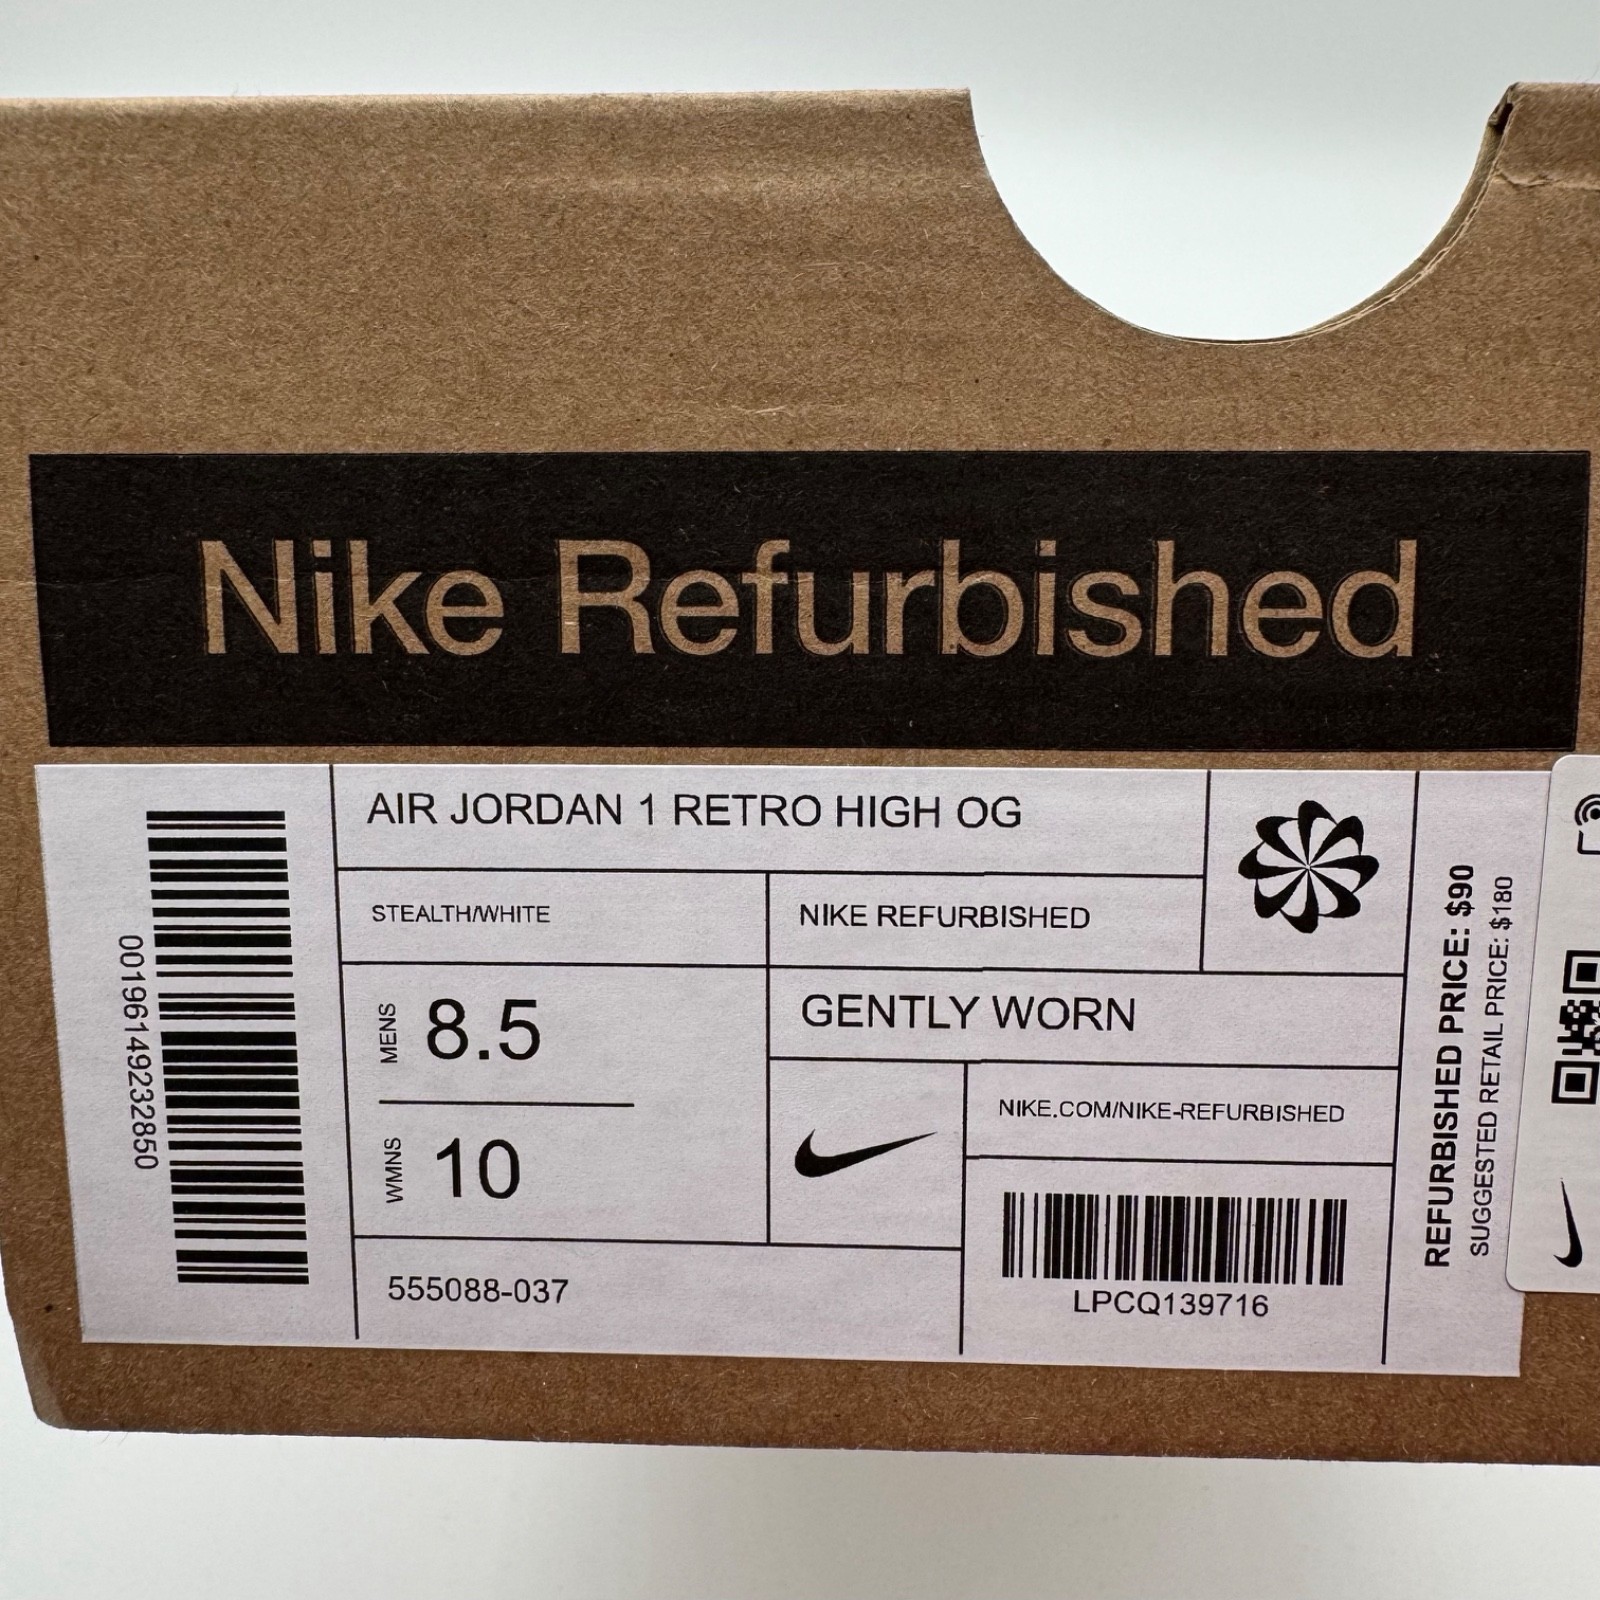 Nike Refurbished
00196149232850
AIR JORDAN 1 RETRO HIGH OG
STEALTH/WHITE
NIKE REFURBISHED
MENS 8.5
WMNS 10
GENTLY WORN
NIKE.COM/NIKE-REFURBISHED
LPCQ139716
555088-037
REFURBISHED PRICE: $90
SUGGESTED RETAIL PRICE: $180